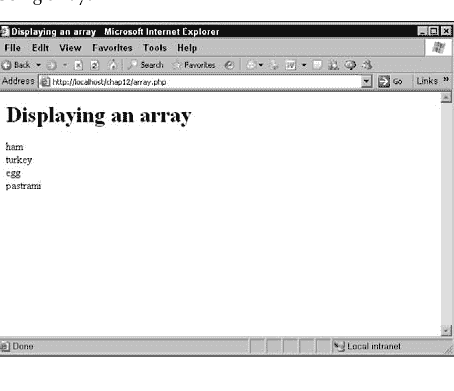 Displaying an array Microsoft Internet Explorer
File Edit View Favorites Tools Help
Back Search Favorites
Address http://localhost/chap12/array.php Go Links »
Displaying an array
ham
turkey
egg
pastrami
Done Local intranet